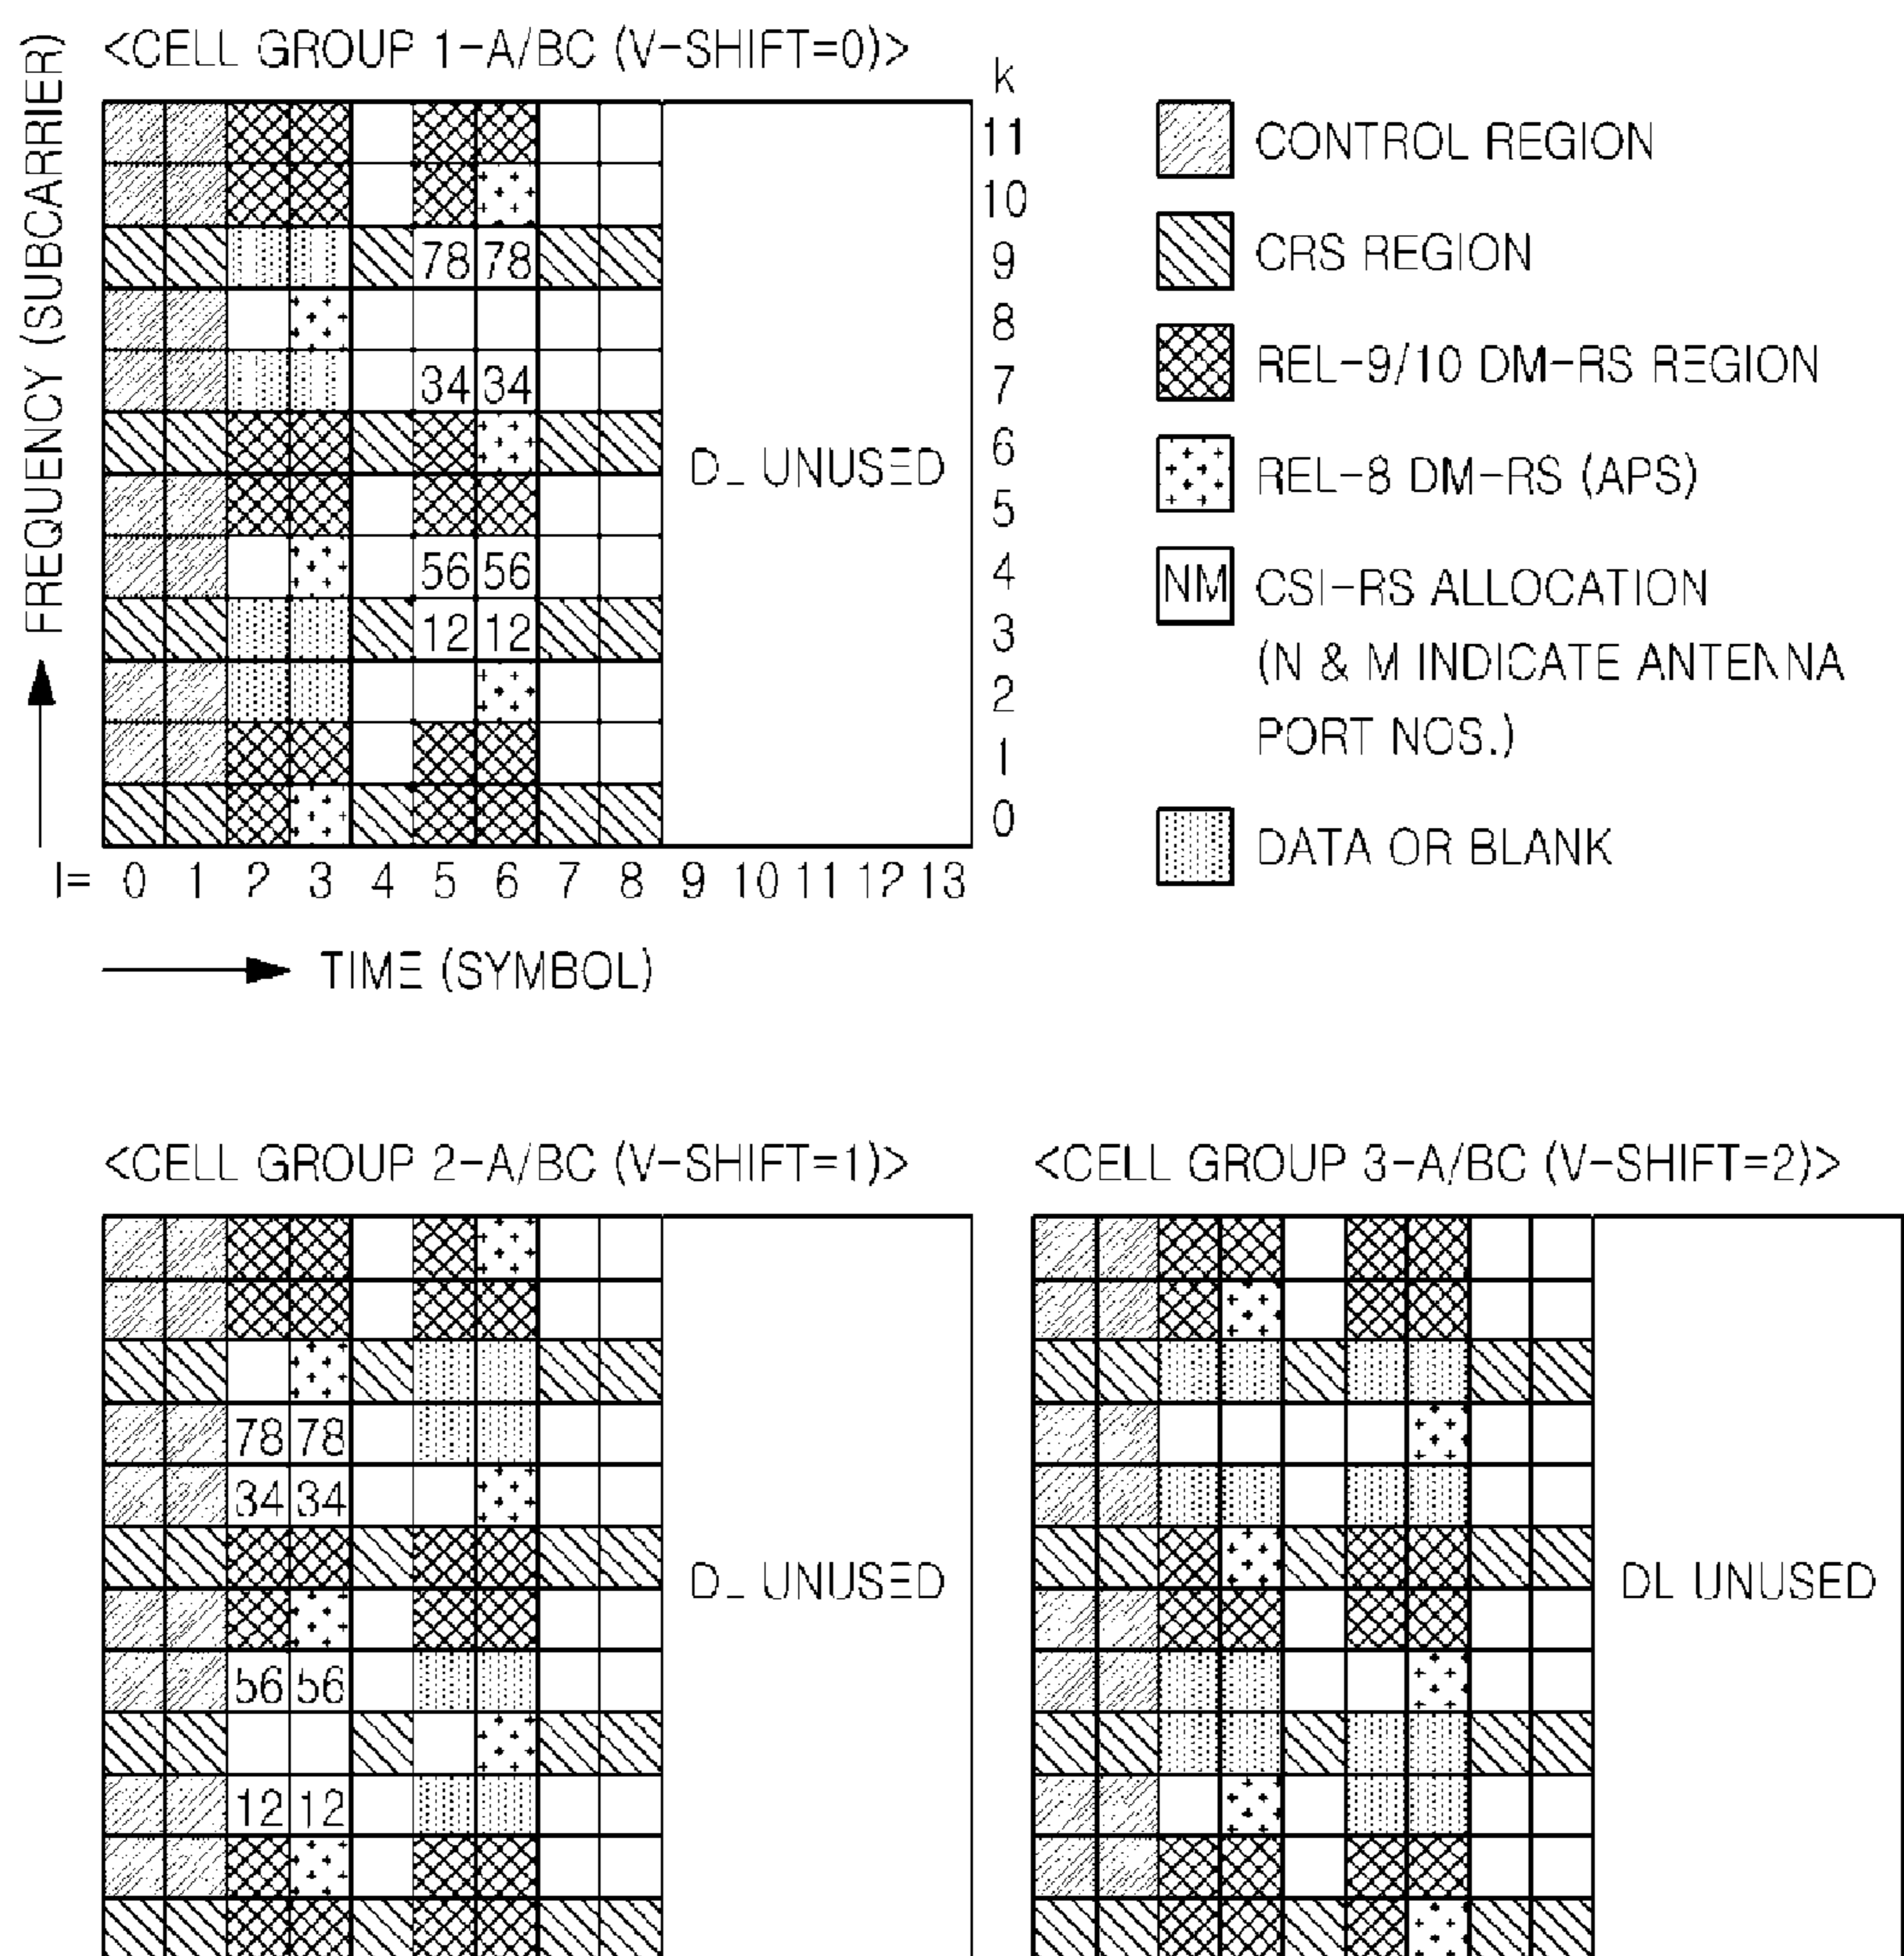 <CELL GROUP 1-A/BC (V-SHIFT=0)>
FREQUENCY (SUBCARRIER)
k
11
10
9
8
7
6
5
4
3
2
1
0
78 78
34 34
56 56
12 12
DL UNUSED
l= 0 1 2 3 4 5 6 7 8 9 10 11 12 13
TIME (SYMBOL)
CONTROL REGION
CRS REGION
REL-9/10 DM-RS REGION
REL-8 DM-RS (APS)
NM CSI-RS ALLOCATION
(N & M INDICATE ANTENNA
PORT NOS.)
DATA OR BLANK
<CELL GROUP 2-A/BC (V-SHIFT=1)>
78 78
34 34
56 56
12 12
DL UNUSED
<CELL GROUP 3-A/BC (V-SHIFT=2)>
DL UNUSED